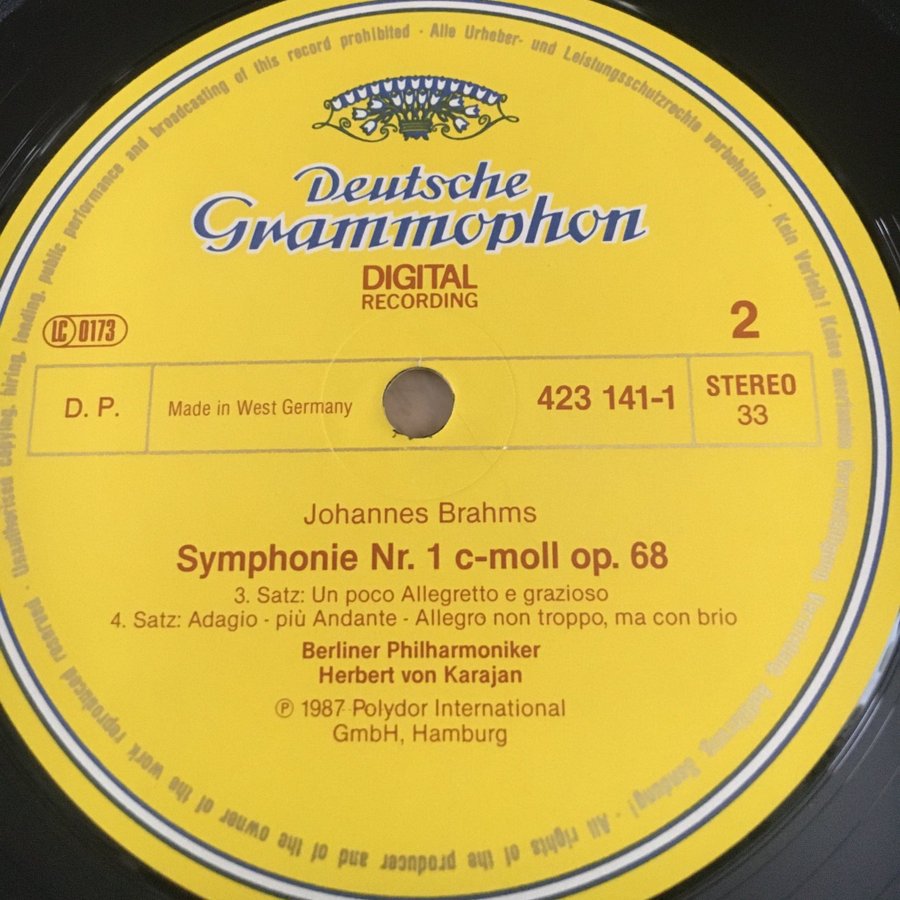 Deutsche
Grammophon
DIGITAL
RECORDING
LC 0173
2
D. P.
Made in West Germany
423 141-1
STEREO
33
Johannes Brahms
Symphonie Nr. 1 c-moll op. 68
3. Satz: Un poco Allegretto e grazioso
4. Satz: Adagio - più Andante - Allegro non troppo, ma con brio
Berliner Philharmoniker
Herbert von Karajan
℗ 1987 Polydor International
GmbH, Hamburg
Alle Urheber- und Leistungsschutzrechte vorbehalten · Kein Verleih! Keine Vermietung, Aufführung, Sendung! · All rights of the producer and of the owner of the work reproduced reserved · Unauthorised copying, hiring, lending, public performance and broadcasting of this record prohibited ·